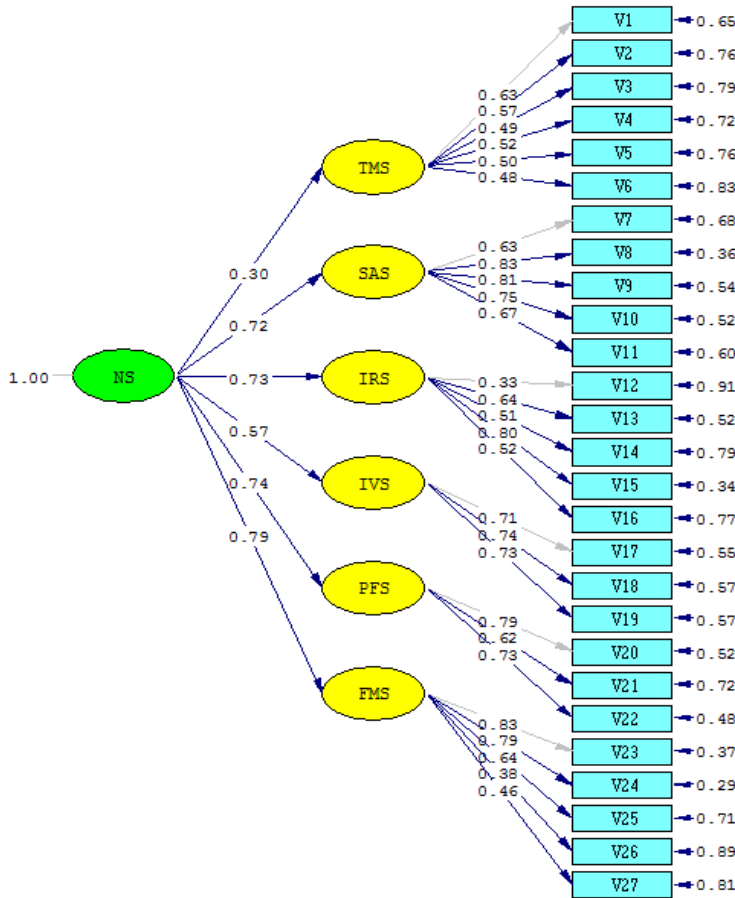 V1 0.65
V2 0.76
V3 0.79
V4 0.72
V5 0.76
V6 0.83
V7 0.68
V8 0.36
V9 0.54
V10 0.52
V11 0.60
V12 0.91
V13 0.52
V14 0.79
V15 0.34
V16 0.77
V17 0.55
V18 0.57
V19 0.57
V20 0.52
V21 0.72
V22 0.48
V23 0.37
V24 0.29
V25 0.71
V26 0.89
V27 0.81
0.63
0.57
0.49
0.52
0.50
0.48
TMS
0.63
0.83
0.81
0.75
0.67
SAS
0.33
0.64
0.51
0.80
0.52
IRS
0.71
0.74
0.73
IVS
0.79
0.62
0.73
PFS
0.83
0.79
0.64
0.38
0.46
FMS
0.30
0.72
0.73
0.57
0.74
0.79
1.00
NS